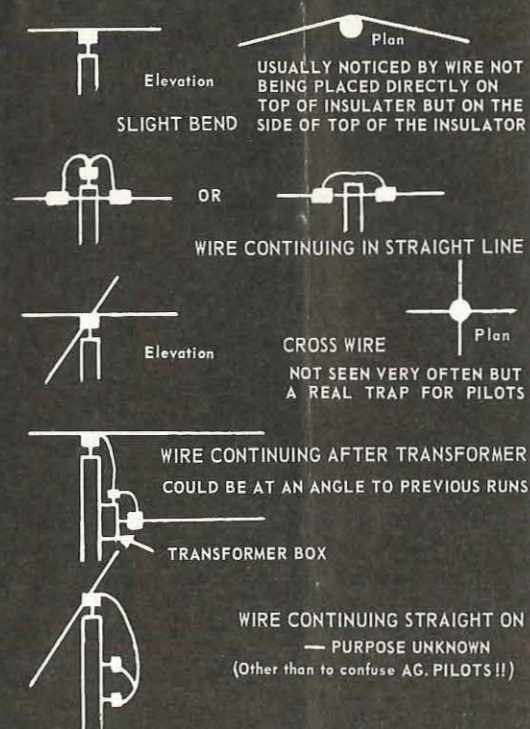 Plan
Elevation
USUALLY NOTICED BY WIRE NOT
BEING PLACED DIRECTLY ON
TOP OF INSULATER BUT ON THE
SLIGHT BEND
SIDE OF TOP OF THE INSULATOR
OR
WIRE CONTINUING IN STRAIGHT LINE
Elevation
CROSS WIRE
Plan
NOT SEEN VERY OFTEN BUT
A REAL TRAP FOR PILOTS
WIRE CONTINUING AFTER TRANSFORMER
COULD BE AT AN ANGLE TO PREVIOUS RUNS
TRANSFORMER BOX
WIRE CONTINUING STRAIGHT ON
— PURPOSE UNKNOWN
(Other than to confuse AG. PILOTS!!)